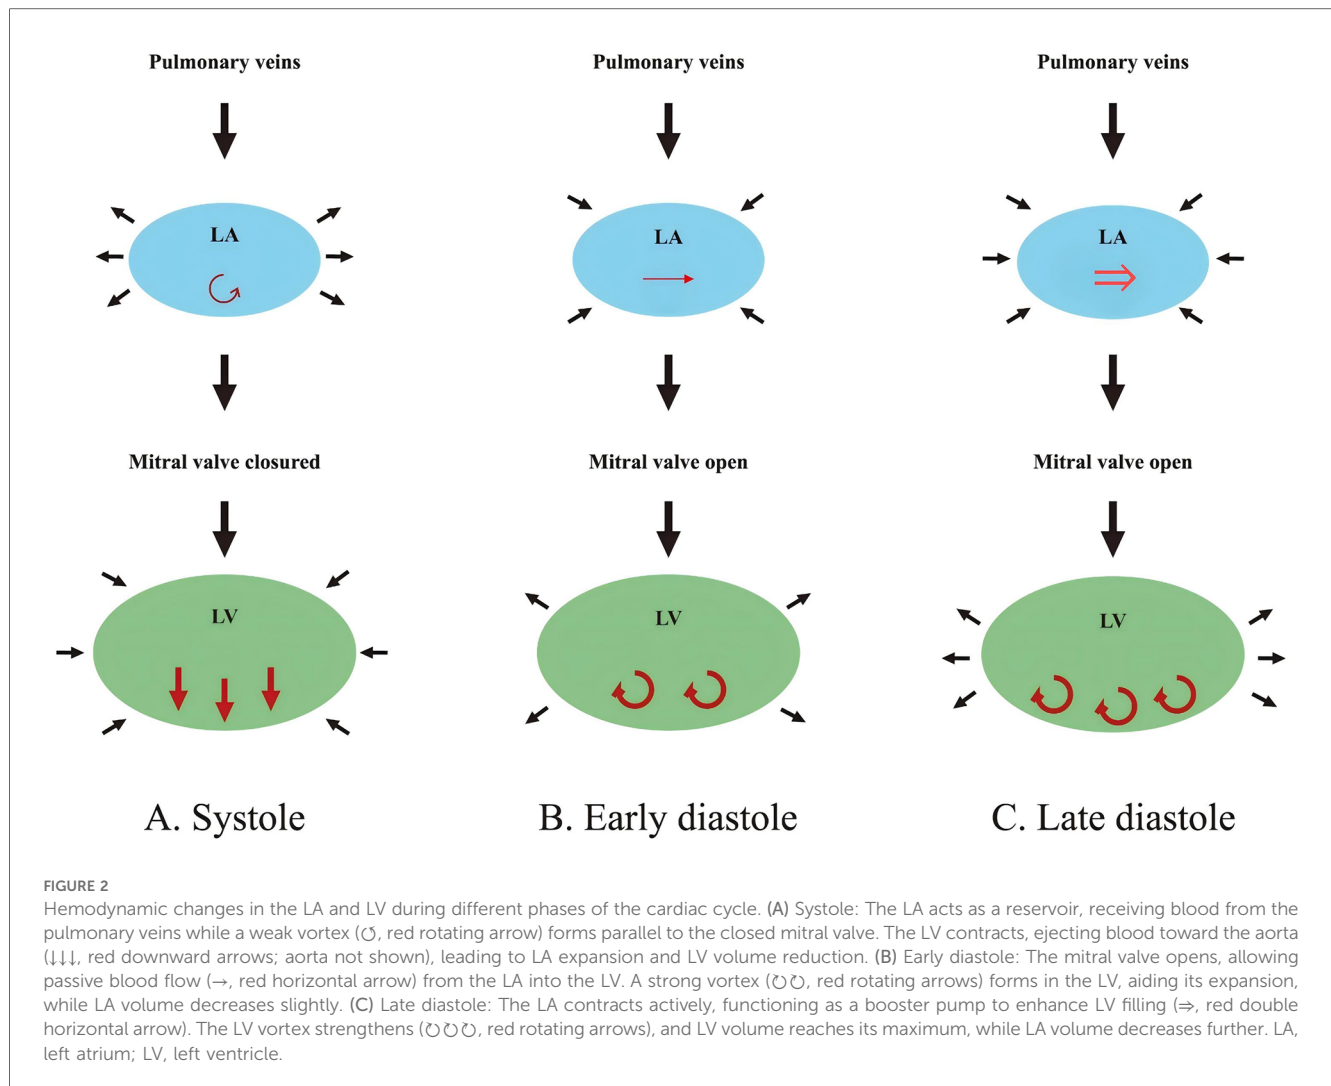 Pulmonary veins
Pulmonary veins
Pulmonary veins
LA
LA
LA
Mitral valve closured
Mitral valve open
Mitral valve open
LV
LV
LV
A. Systole
B. Early diastole
C. Late diastole
FIGURE 2
Hemodynamic changes in the LA and LV during different phases of the cardiac cycle. (A) Systole: The LA acts as a reservoir, receiving blood from the
pulmonary veins while a weak vortex (↺, red rotating arrow) forms parallel to the closed mitral valve. The LV contracts, ejecting blood toward the aorta
(↓↓↓, red downward arrows; aorta not shown), leading to LA expansion and LV volume reduction. (B) Early diastole: The mitral valve opens, allowing
passive blood flow (→, red horizontal arrow) from the LA into the LV. A strong vortex (↻↻, red rotating arrows) forms in the LV, aiding its expansion,
while LA volume decreases slightly. (C) Late diastole: The LA contracts actively, functioning as a booster pump to enhance LV filling (⇒, red double
horizontal arrow). The LV vortex strengthens (↻↻↻, red rotating arrows), and LV volume reaches its maximum, while LA volume decreases further. LA,
left atrium; LV, left ventricle.